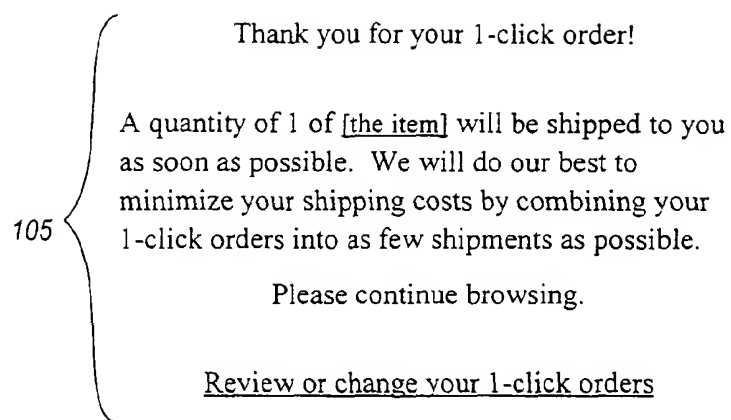 Thank you for your 1-click order!
A quantity of 1 of [the item] will be shipped to you
as soon as possible. We will do our best to
minimize your shipping costs by combining your
105
1-click orders into as few shipments as possible.
Please continue browsing.
Review or change your 1-click orders